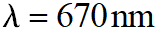 λ = 670 nm